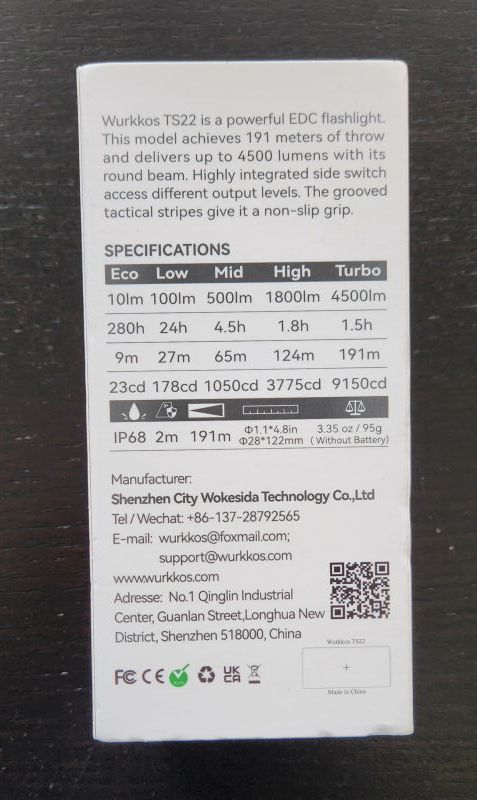 Wurkkos TS22 is a powerful EDC flashlight.
This model achieves 191 meters of throw
and delivers up to 4500 lumens with its
round beam. Highly integrated side switch
access different output levels. The grooved
tactical stripes give it a non-slip grip.
SPECIFICATIONS
Eco Low Mid High Turbo
10lm 100lm 500lm 1800lm 4500lm
280h 24h 4.5h 1.8h 1.5h
9m 27m 65m 124m 191m
23cd 178cd 1050cd 3775cd 9150cd
IP68 2m 191m Φ1.1*4.8in 3.35 oz / 95g
Φ28*122mm ( Without Battery)
Manufacturer:
Shenzhen City Wokesida Technology Co.,Ltd
Tel / Wechat: +86-137-28792565
E-mail: wurkkos@foxmail.com;
support@wurkkos.com
www.wurkkos.com
Adresse: No.1 Qinglin Industrial
Center, Guanlan Street,Longhua New
District, Shenzhen 518000, China
Wurkkos TS22
+
Made in China
FC CE UK
CA